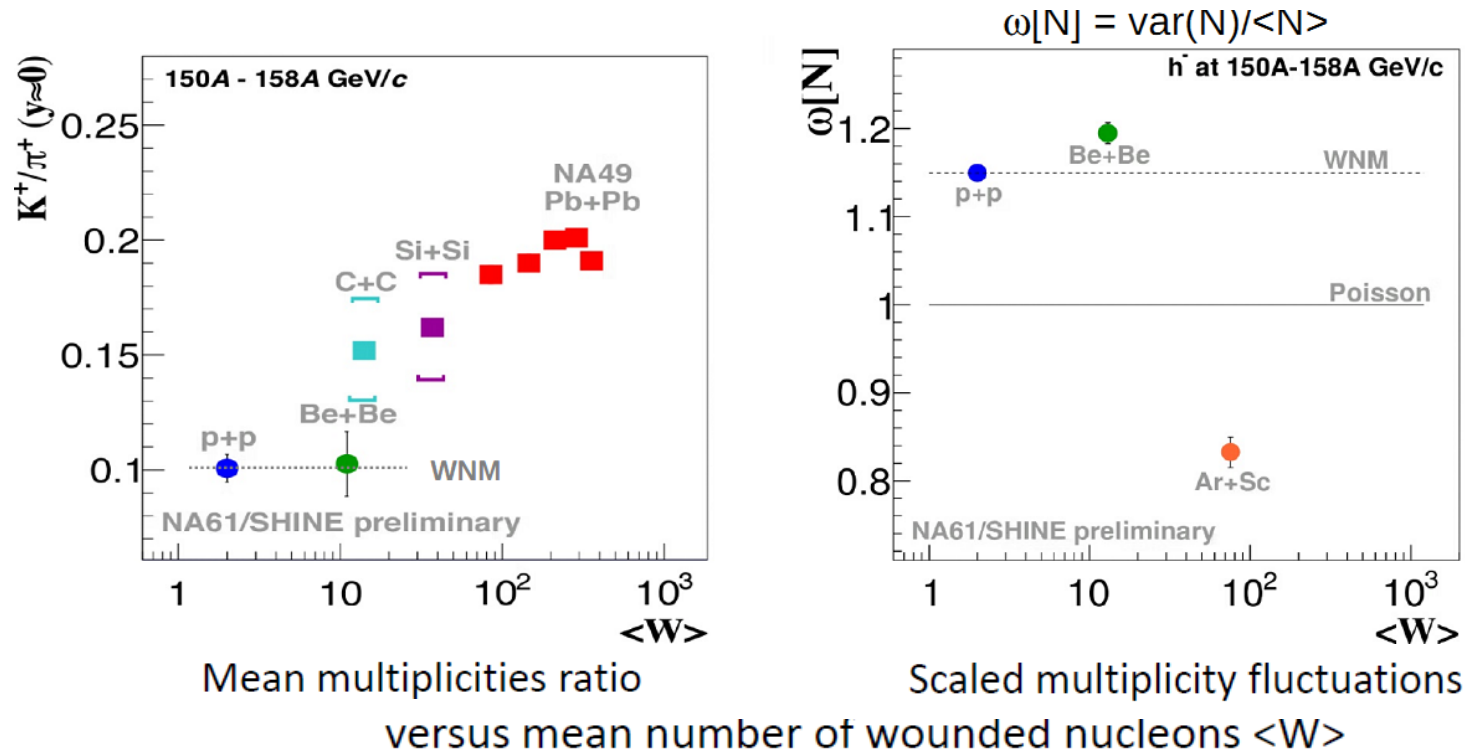 ω[N] = var(N)/<N>
150A - 158A GeV/c
K⁺/π⁺ (y≈0)
0.25
0.2
0.15
0.1
NA49
Pb+Pb
Si+Si
C+C
Be+Be
p+p
WNM
NA61/SHINE preliminary
1
10
10²
10³
<W>
h⁻ at 150A-158A GeV/c
ω[N]
1.2
1.1
1
0.9
0.8
Be+Be
WNM
p+p
Poisson
Ar+Sc
NA61/SHINE preliminary
1
10
10²
10³
<W>
Mean multiplicities ratio
Scaled multiplicity fluctuations
versus mean number of wounded nucleons <W>